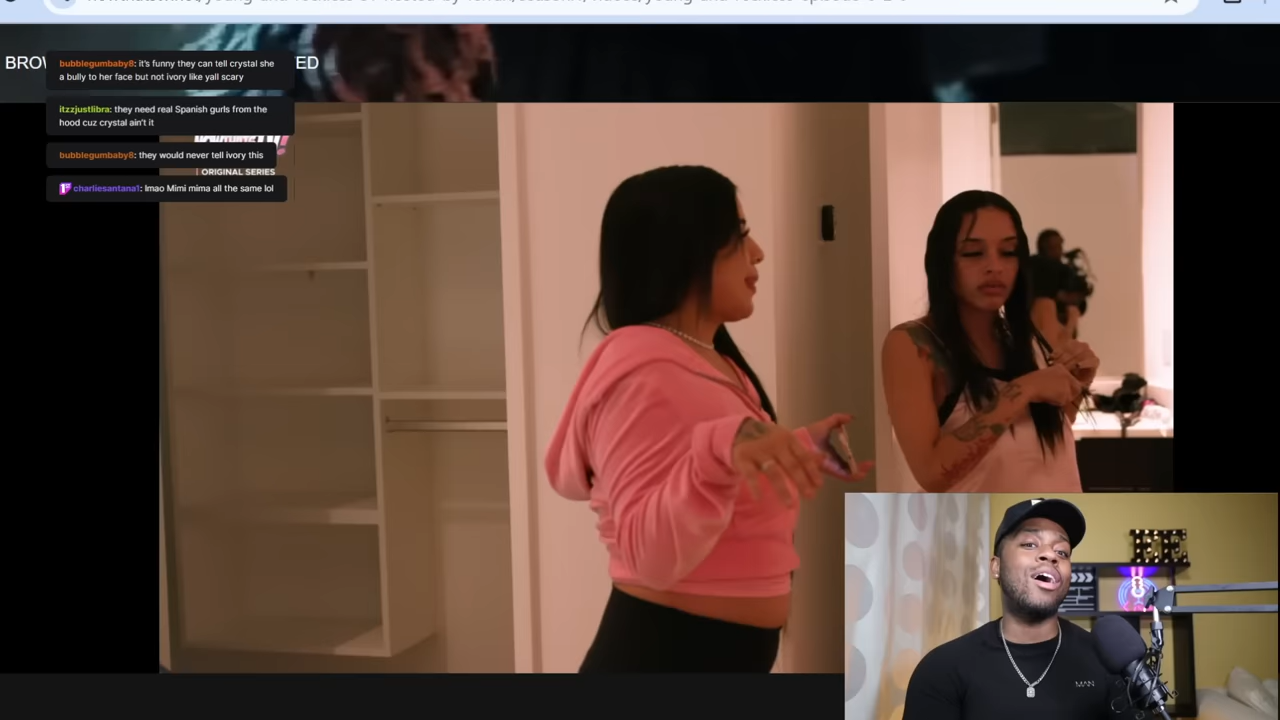 BROW
ED
bubblegumbaby8: it's funny they can tell crystal she
a bully to her face but not ivory like yall scary
itzzjustlibra: they need real Spanish gurls from the
hood cuz crystal ain't it
bubblegumbaby8: they would never tell ivory this
charliesantana1: lmao Mimi mima all the same lol
| ORIGINAL SERIES
EE